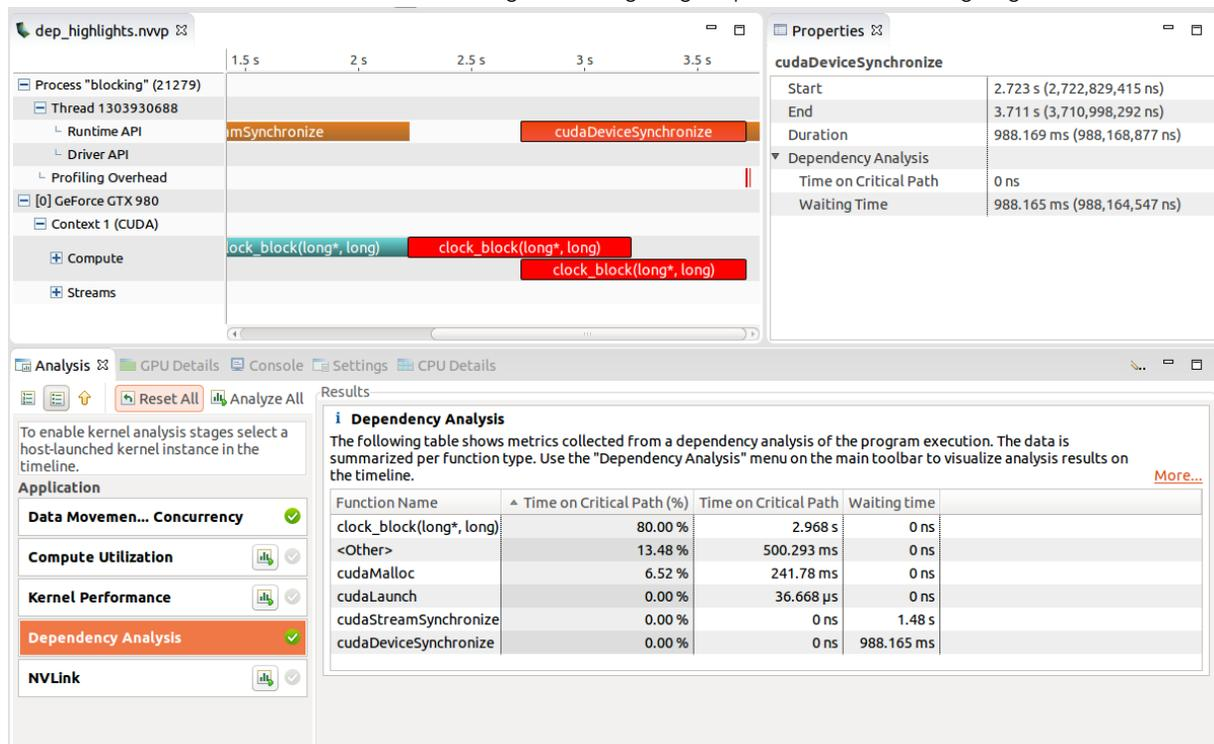 dep_highlights.nvvp
1.5 s 2 s 2.5 s 3 s 3.5 s
Process "blocking" (21279)
Thread 1303930688
Runtime API
mSynchronize cudaDeviceSynchronize
Driver API
Profiling Overhead
[0] GeForce GTX 980
Context 1 (CUDA)
Compute
lock_block(long*, long) clock_block(long*, long)
clock_block(long*, long)
Streams
Properties
cudaDeviceSynchronize
Start 2.723 s (2,722,829,415 ns)
End 3.711 s (3,710,998,292 ns)
Duration 988.169 ms (988,168,877 ns)
Dependency Analysis
Time on Critical Path 0 ns
Waiting Time 988.165 ms (988,164,547 ns)
Analysis GPU Details Console Settings CPU Details
Reset All Analyze All
To enable kernel analysis stages select a
host-launched kernel instance in the
timeline.
Application
Data Movemen... Concurrency
Compute Utilization
Kernel Performance
Dependency Analysis
NVLink
Results
i Dependency Analysis
The following table shows metrics collected from a dependency analysis of the program execution. The data is
summarized per function type. Use the "Dependency Analysis" menu on the main toolbar to visualize analysis results on
the timeline.
More...
Function Name Time on Critical Path (%) Time on Critical Path Waiting time
clock_block(long*, long) 80.00 % 2.968 s 0 ns
<Other> 13.48 % 500.293 ms 0 ns
cudaMalloc 6.52 % 241.78 ms 0 ns
cudaLaunch 0.00 % 36.668 µs 0 ns
cudaStreamSynchronize 0.00 % 0 ns 1.48 s
cudaDeviceSynchronize 0.00 % 0 ns 988.165 ms